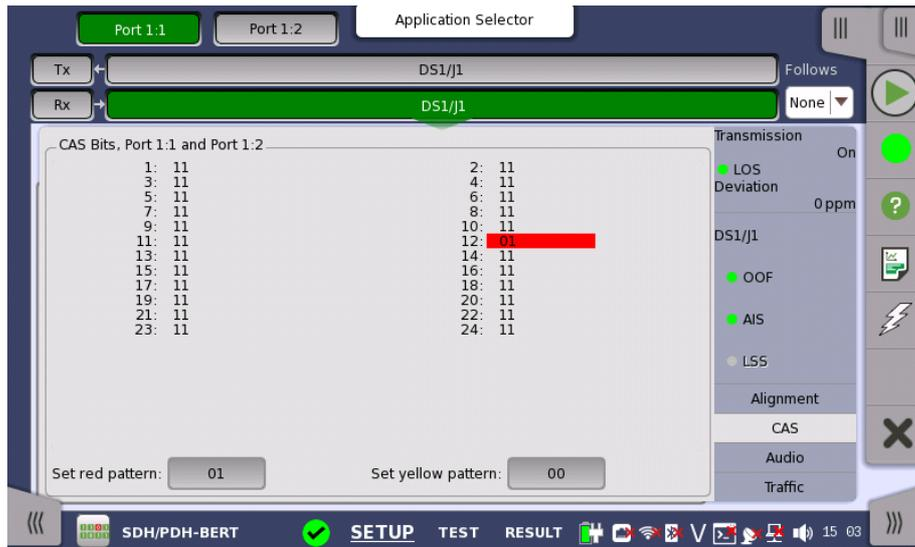 Port 1:1
Port 1:2
Application Selector
Tx
DS1/J1
Follows
Rx
DS1/J1
None
CAS Bits, Port 1:1 and Port 1:2
1: 11 2: 11
3: 11 4: 11
5: 11 6: 11
7: 11 8: 11
9: 11 10: 11
11: 11 12: 01
13: 11 14: 11
15: 11 16: 11
17: 11 18: 11
19: 11 20: 11
21: 11 22: 11
23: 11 24: 11
Set red pattern: 01 Set yellow pattern: 00
Transmission
On
LOS
Deviation
0 ppm
DS1/J1
OOF
AIS
LSS
Alignment
CAS
Audio
Traffic
SDH/PDH-BERT SETUP TEST RESULT 15 03